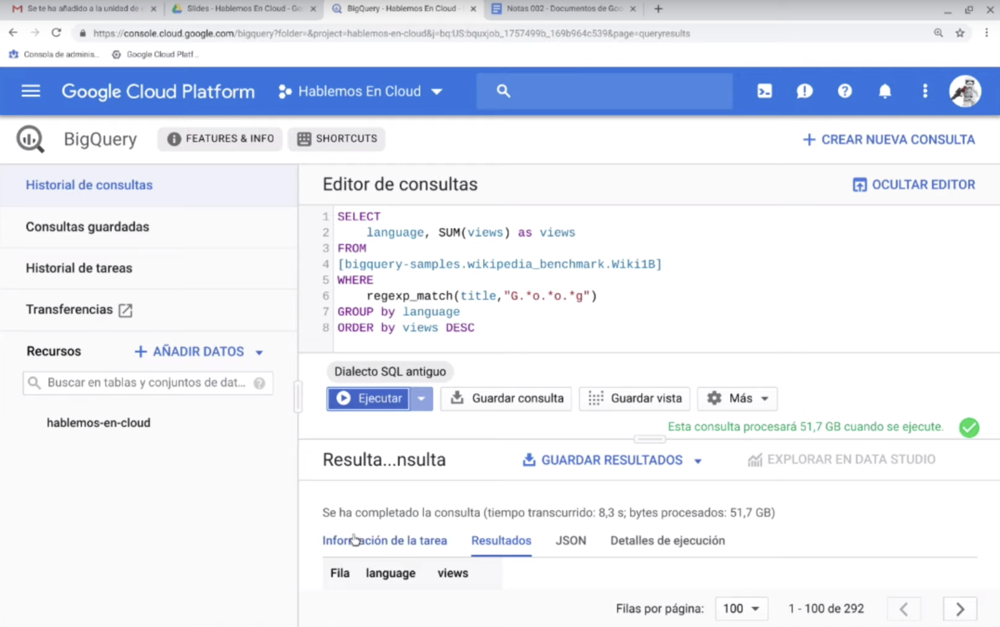 Se te ha añadido a la unidad de
Slides - Hablemos En Cloud - Go
BigQuery - Hablemos En Cloud -
Notas 002 - Documentos de Goo
https://console.cloud.google.com/bigquery?folder=&project=hablemos-en-cloud&j=bq:US:bquxjob_1757499b_169b964c539&page=queryresults
Consola de adminis...
Google Cloud Platf...
Google Cloud Platform
Hablemos En Cloud
BigQuery
FEATURES & INFO
SHORTCUTS
+ CREAR NUEVA CONSULTA
Historial de consultas
Consultas guardadas
Historial de tareas
Transferencias
Recursos
+ AÑADIR DATOS
Buscar en tablas y conjuntos de dat...
hablemos-en-cloud
Editor de consultas
OCULTAR EDITOR
1 SELECT
2 language, SUM(views) as views
3 FROM
4 [bigquery-samples.wikipedia_benchmark.Wiki1B]
5 WHERE
6 regexp_match(title,"G.*o.*o.*g")
7 GROUP by language
8 ORDER by views DESC
Dialecto SQL antiguo
Ejecutar
Guardar consulta
Guardar vista
Más
Esta consulta procesará 51,7 GB cuando se ejecute.
Resulta...nsulta
GUARDAR RESULTADOS
EXPLORAR EN DATA STUDIO
Se ha completado la consulta (tiempo transcurrido: 8,3 s; bytes procesados: 51,7 GB)
Información de la tarea
Resultados
JSON
Detalles de ejecución
Fila language views
Filas por página: 100 1 - 100 de 292